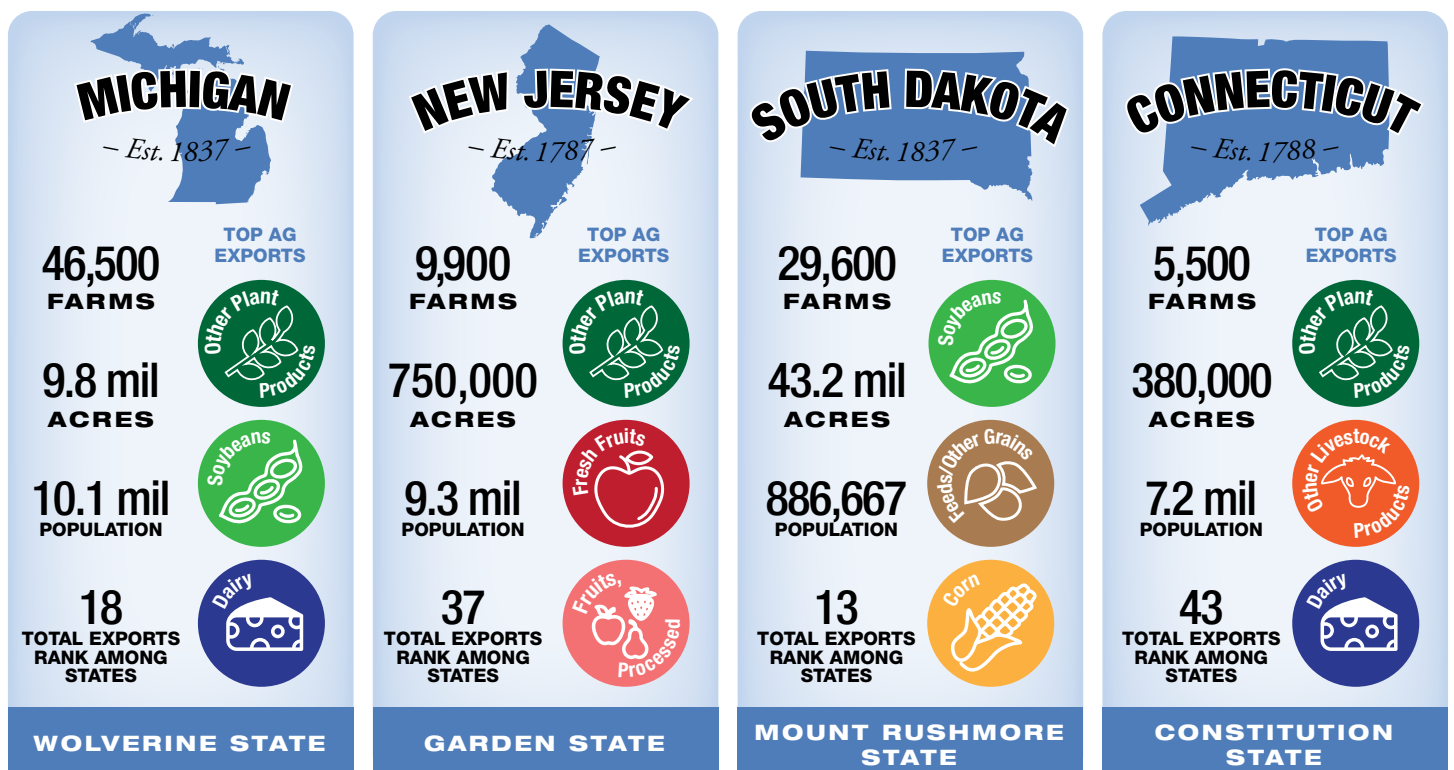 MICHIGAN
– Est. 1837 –
46,500
FARMS
9.8 mil
ACRES
10.1 mil
POPULATION
18
TOTAL EXPORTS
RANK AMONG
STATES
TOP AG
EXPORTS
Other Plant
Products
Soybeans
Dairy
WOLVERINE STATE
NEW JERSEY
– Est. 1787 –
9,900
FARMS
750,000
ACRES
9.3 mil
POPULATION
37
TOTAL EXPORTS
RANK AMONG
STATES
TOP AG
EXPORTS
Other Plant
Products
Fresh Fruits
Fruits,
Processed
GARDEN STATE
SOUTH DAKOTA
– Est. 1837 –
29,600
FARMS
43.2 mil
ACRES
886,667
POPULATION
13
TOTAL EXPORTS
RANK AMONG
STATES
TOP AG
EXPORTS
Soybeans
Feeds/Other Grains
Corn
MOUNT RUSHMORE
STATE
CONNECTICUT
– Est. 1788 –
5,500
FARMS
380,000
ACRES
7.2 mil
POPULATION
43
TOTAL EXPORTS
RANK AMONG
STATES
TOP AG
EXPORTS
Other Plant
Products
Other Livestock
Products
Dairy
CONSTITUTION
STATE